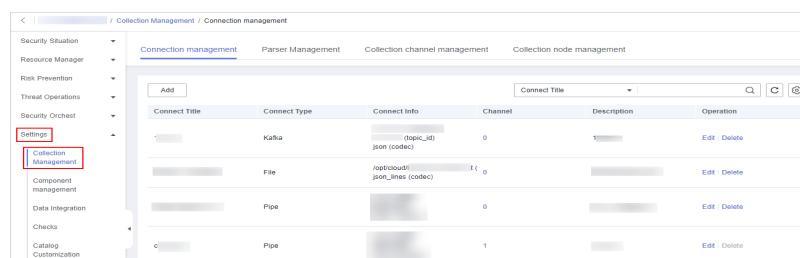 < / Collection Management / Connection management
Security Situation
Resource Manager
Risk Prevention
Threat Operations
Security Orchest
Settings
Collection
Management
Component
management
Data Integration
Checks
Catalog
Customization
Connection management Parser Management Collection channel management Collection node management
Add Connect Title
Connect Title Connect Type Connect Info Channel Description Operation
Kafka (topic_id) 0 Edit Delete
json (codec)
File /opt/cloud/ t ( 0 Edit Delete
json_lines (codec)
Pipe 0 Edit Delete
c Pipe 1 Edit Delete